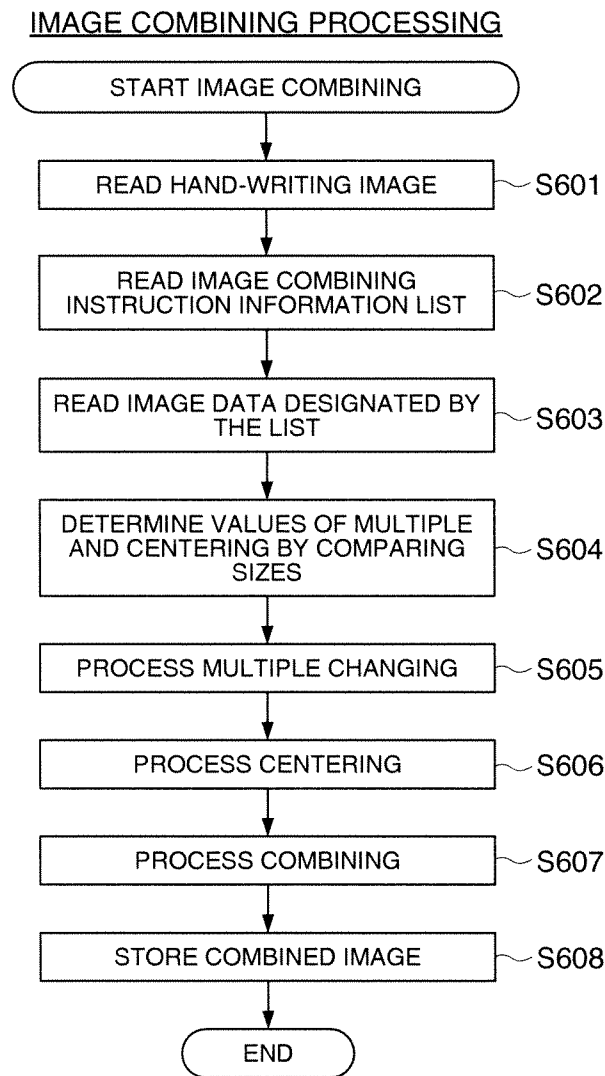 IMAGE COMBINING PROCESSING
START IMAGE COMBINING
READ HAND-WRITING IMAGE
S601
READ IMAGE COMBINING
INSTRUCTION INFORMATION LIST
S602
READ IMAGE DATA DESIGNATED BY
THE LIST
S603
DETERMINE VALUES OF MULTIPLE
AND CENTERING BY COMPARING
SIZES
S604
PROCESS MULTIPLE CHANGING
S605
PROCESS CENTERING
S606
PROCESS COMBINING
S607
STORE COMBINED IMAGE
S608
END